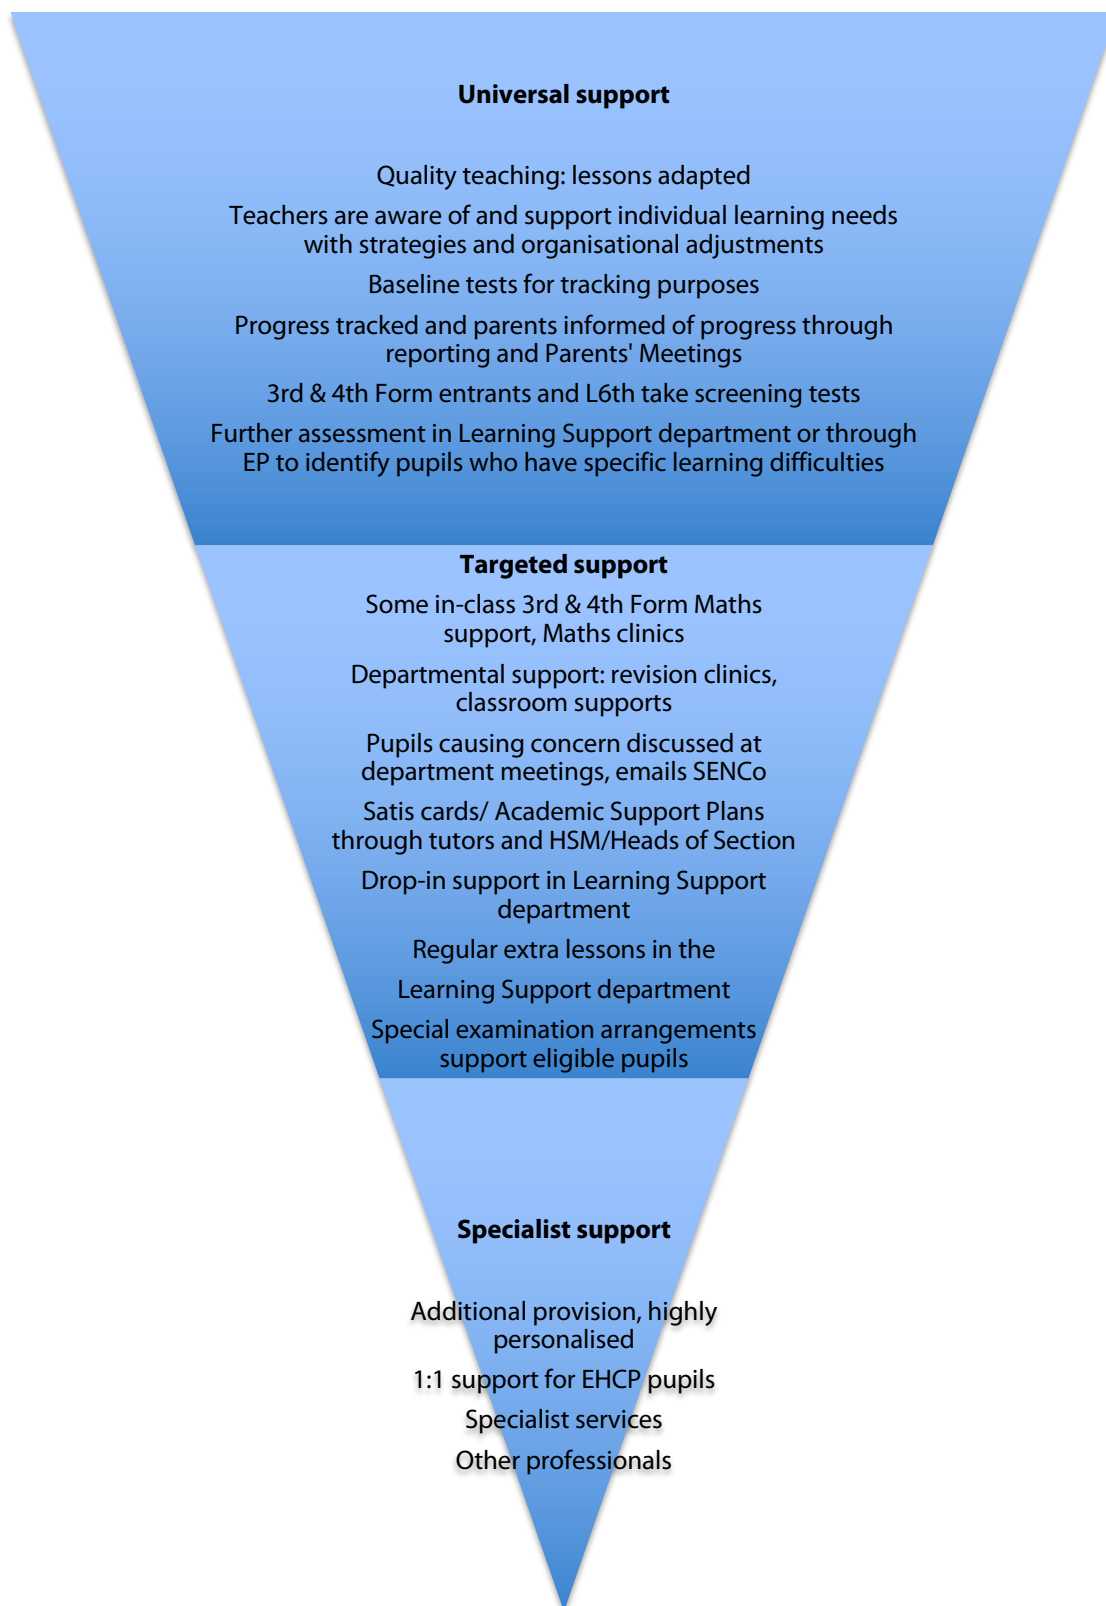 Universal support
Quality teaching: lessons adapted
Teachers are aware of and support individual learning needs
with strategies and organisational adjustments
Baseline tests for tracking purposes
Progress tracked and parents informed of progress through
reporting and Parents' Meetings
3rd & 4th Form entrants and L6th take screening tests
Further assessment in Learning Support department or through
EP to identify pupils who have specific learning difficulties
Targeted support
Some in-class 3rd & 4th Form Maths
support, Maths clinics
Departmental support: revision clinics,
classroom supports
Pupils causing concern discussed at
department meetings, emails SENCo
Satis cards/ Academic Support Plans
through tutors and HSM/Heads of Section
Drop-in support in Learning Support
department
Regular extra lessons in the
Learning Support department
Special examination arrangements
support eligible pupils
Specialist support
Additional provision, highly
personalised
1:1 support for EHCP pupils
Specialist services
Other professionals